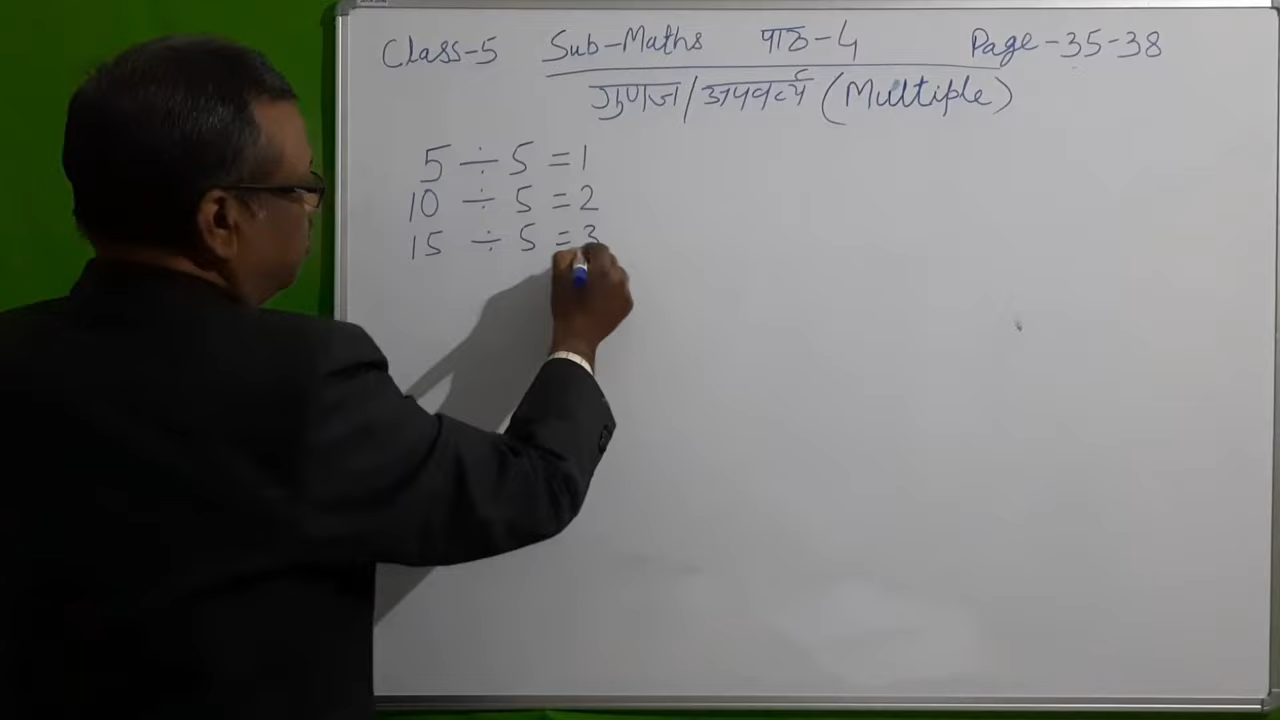 Class-5 Sub-Maths पाठ-4 Page-35-38
गुणज/अपवर्त्य (Multiple)
5 ÷ 5 = 1
10 ÷ 5 = 2
15 ÷ 5 = 3